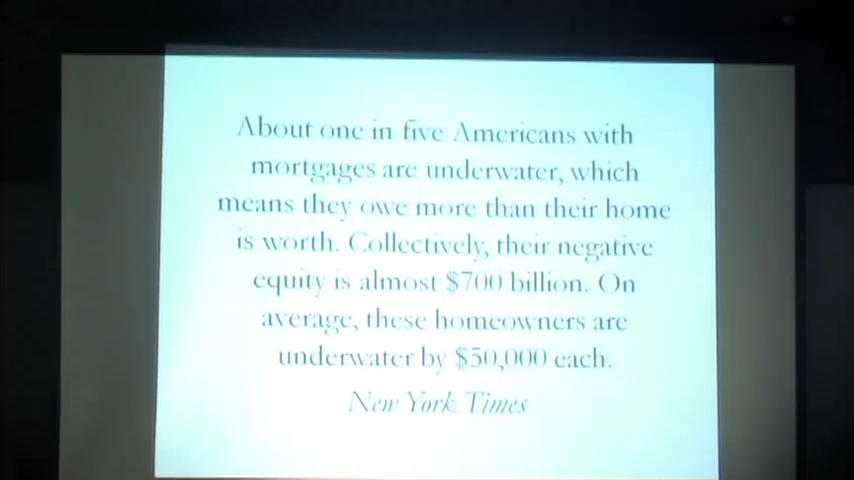 About one in five Americans with
mortgages are underwater, which
means they owe more than their home
is worth. Collectively, their negative
equity is almost $700 billion. On
average, these homeowners are
underwater by $50,000 each.
New York Times